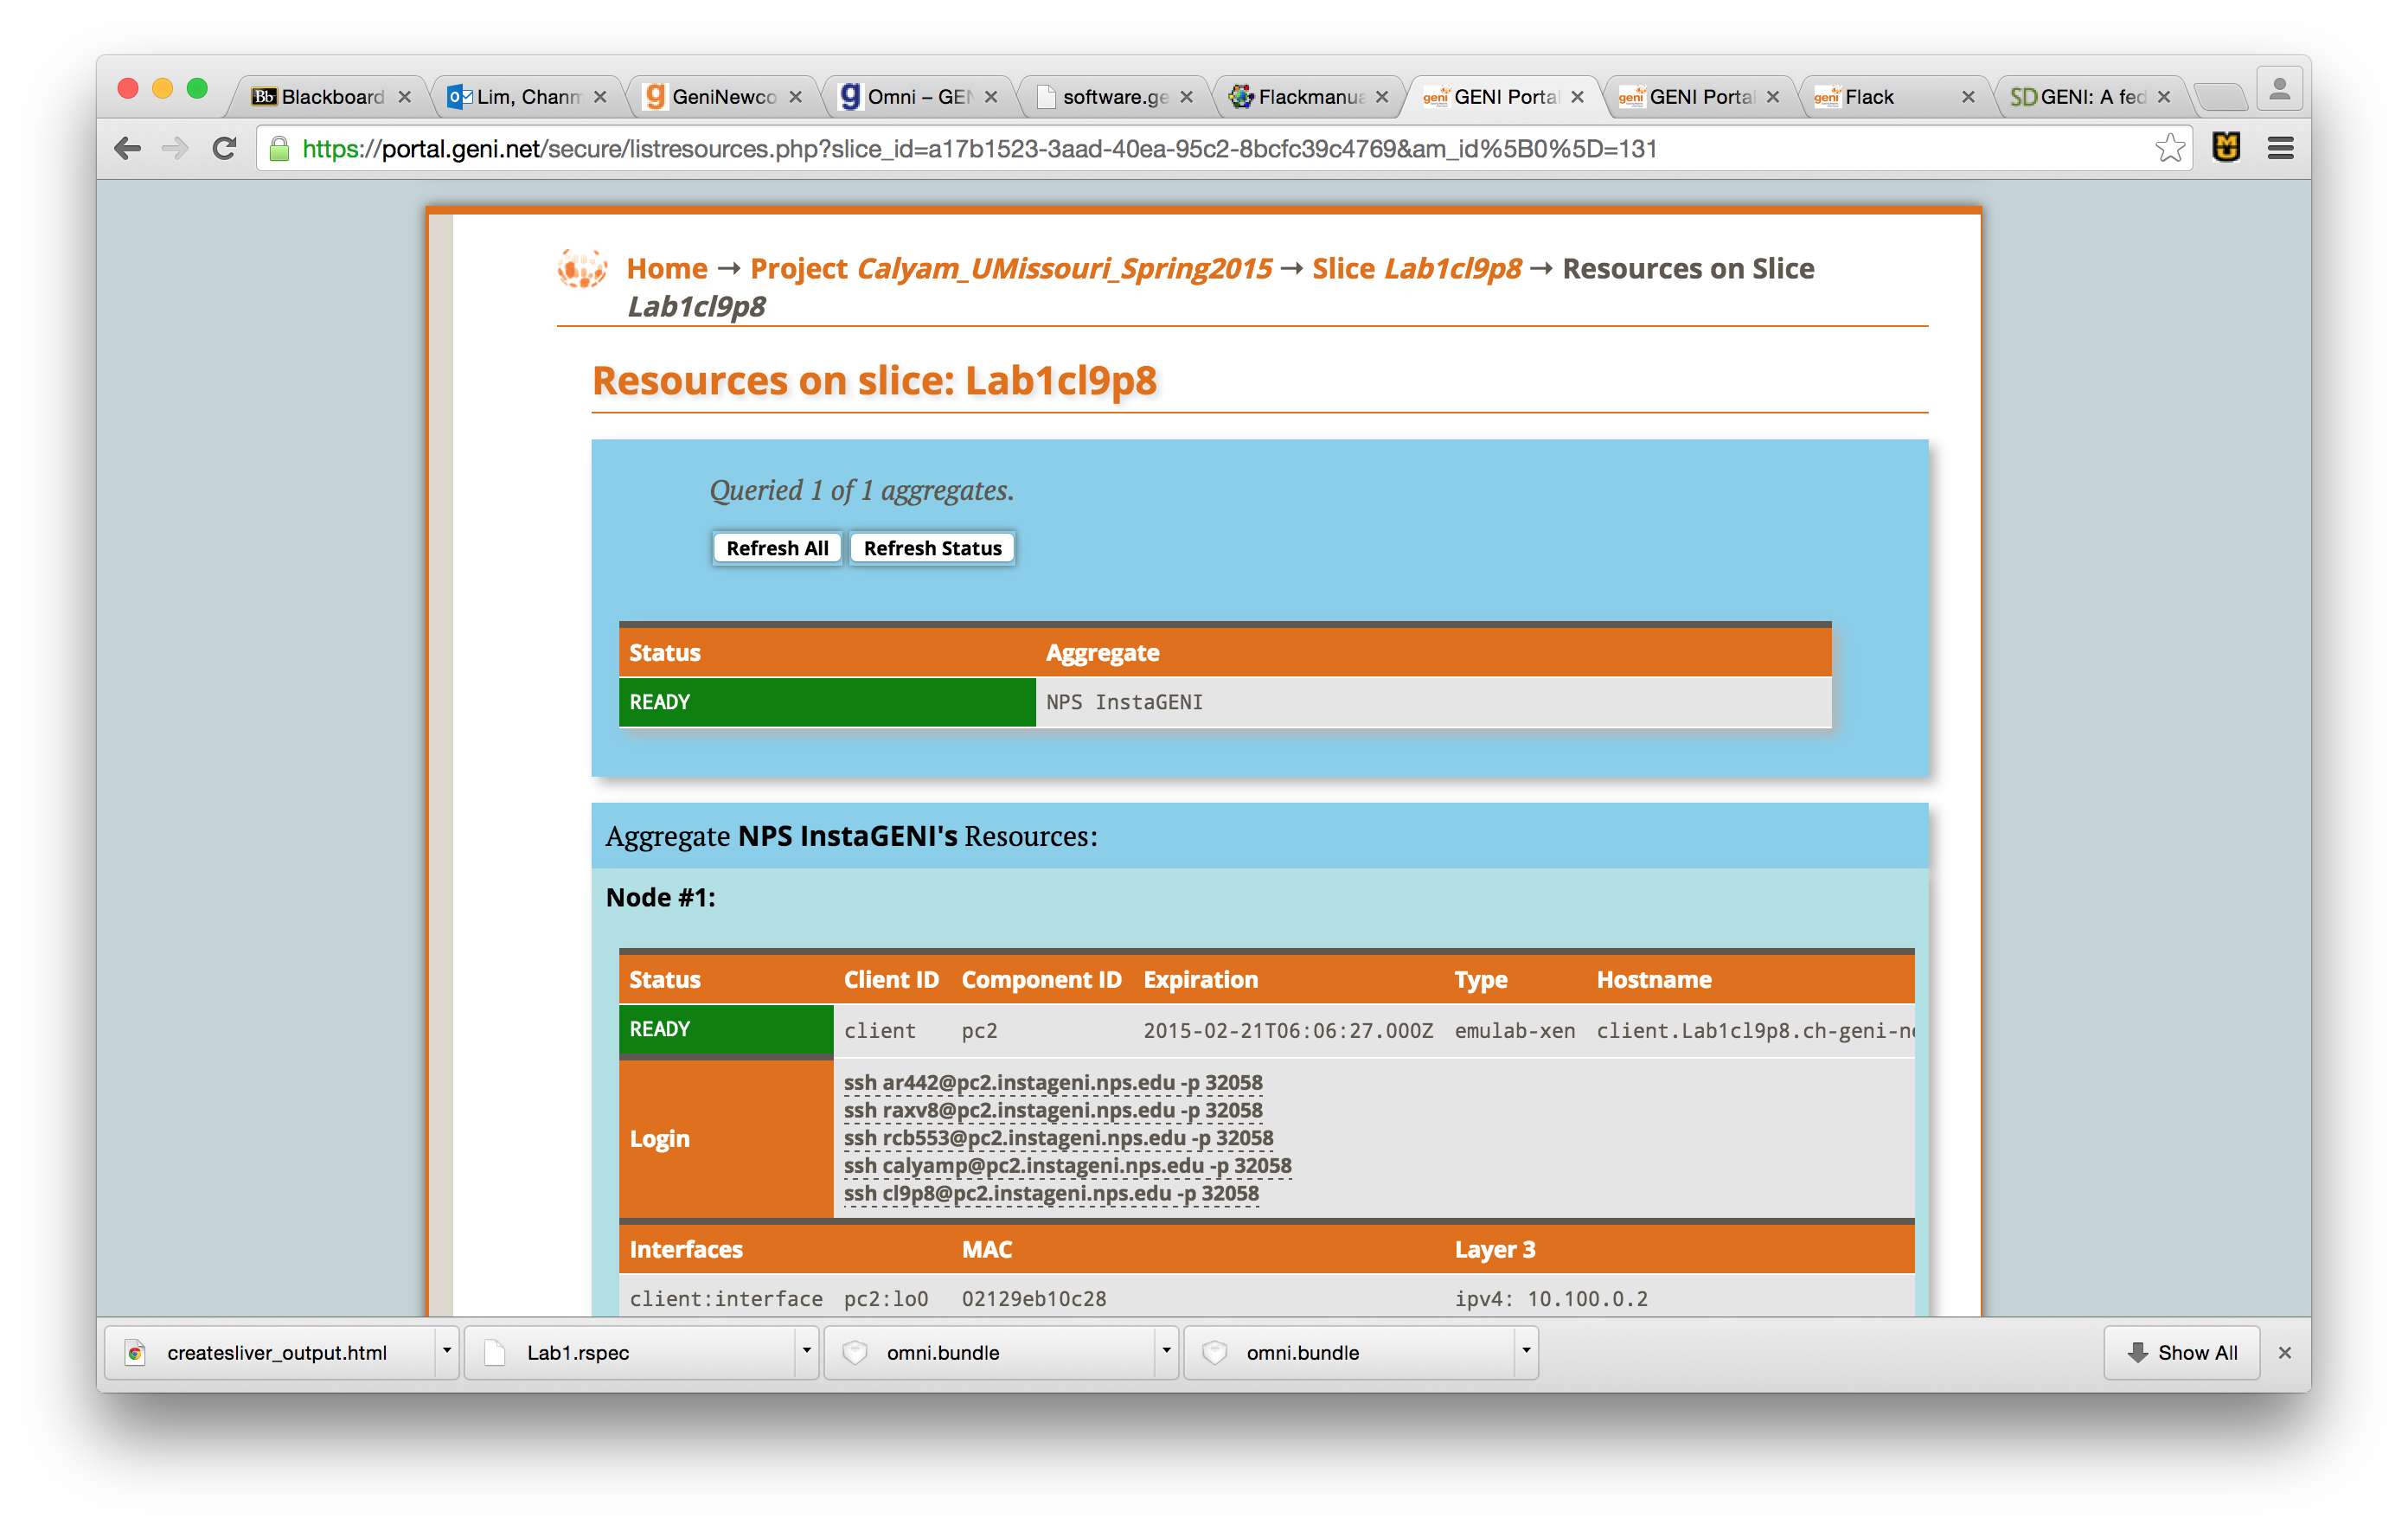 Bb Blackboard
Lim, Chanm
GeniNewco
Omni – GEN
software.ge
Flackmanua
geni GENI Portal
geni GENI Portal
geni Flack
SD GENI: A fed
https://portal.geni.net/secure/listresources.php?slice_id=a17b1523-3aad-40ea-95c2-8bcfc39c4769&am_id%5B0%5D=131
Home → Project Calyam_UMissouri_Spring2015 → Slice Lab1cl9p8 → Resources on Slice
Lab1cl9p8
Resources on slice: Lab1cl9p8
Queried 1 of 1 aggregates.
Refresh All Refresh Status
Status Aggregate
READY NPS InstaGENI
Aggregate NPS InstaGENI's Resources:
Node #1:
Status Client ID Component ID Expiration Type Hostname
READY client pc2 2015-02-21T06:06:27.000Z emulab-xen client.Lab1cl9p8.ch-geni-ne
Login
ssh ar442@pc2.instageni.nps.edu -p 32058
ssh raxv8@pc2.instageni.nps.edu -p 32058
ssh rcb553@pc2.instageni.nps.edu -p 32058
ssh calyamp@pc2.instageni.nps.edu -p 32058
ssh cl9p8@pc2.instageni.nps.edu -p 32058
Interfaces MAC Layer 3
client:interface pc2:lo0 02129eb10c28 ipv4: 10.100.0.2
createsliver_output.html
Lab1.rspec
omni.bundle
omni.bundle
Show All